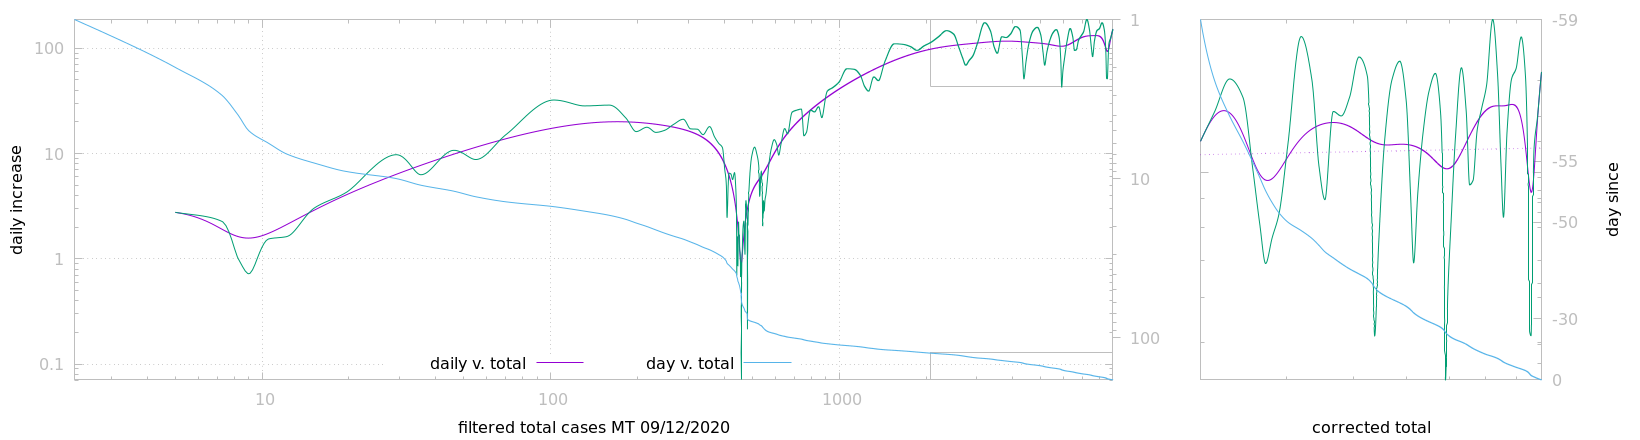 100
10
1
0.1
daily increase
daily v. total
day v. total
10
100
1000
filtered total cases MT 09/12/2020
1
10
100
-59
-55
-50
-30
0
day since
corrected total